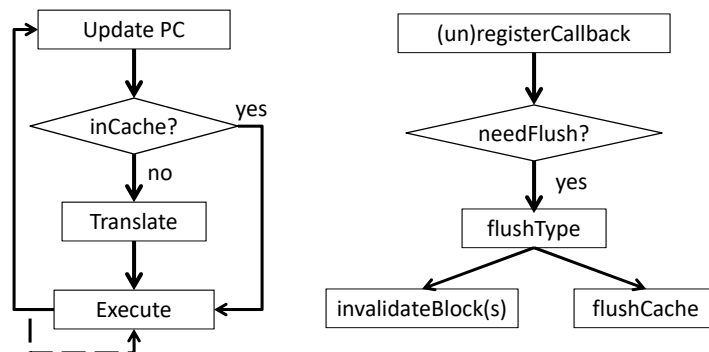 Update PC
inCache?
yes
no
Translate
Execute
(un)registerCallback
needFlush?
yes
flushType
invalidateBlock(s)
flushCache